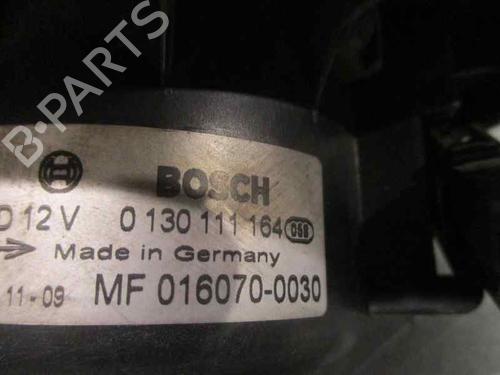 B-PARTS
BOSCH
D 12 V 0 130 111 164
Made in Germany
11-09 MF 016070-0030